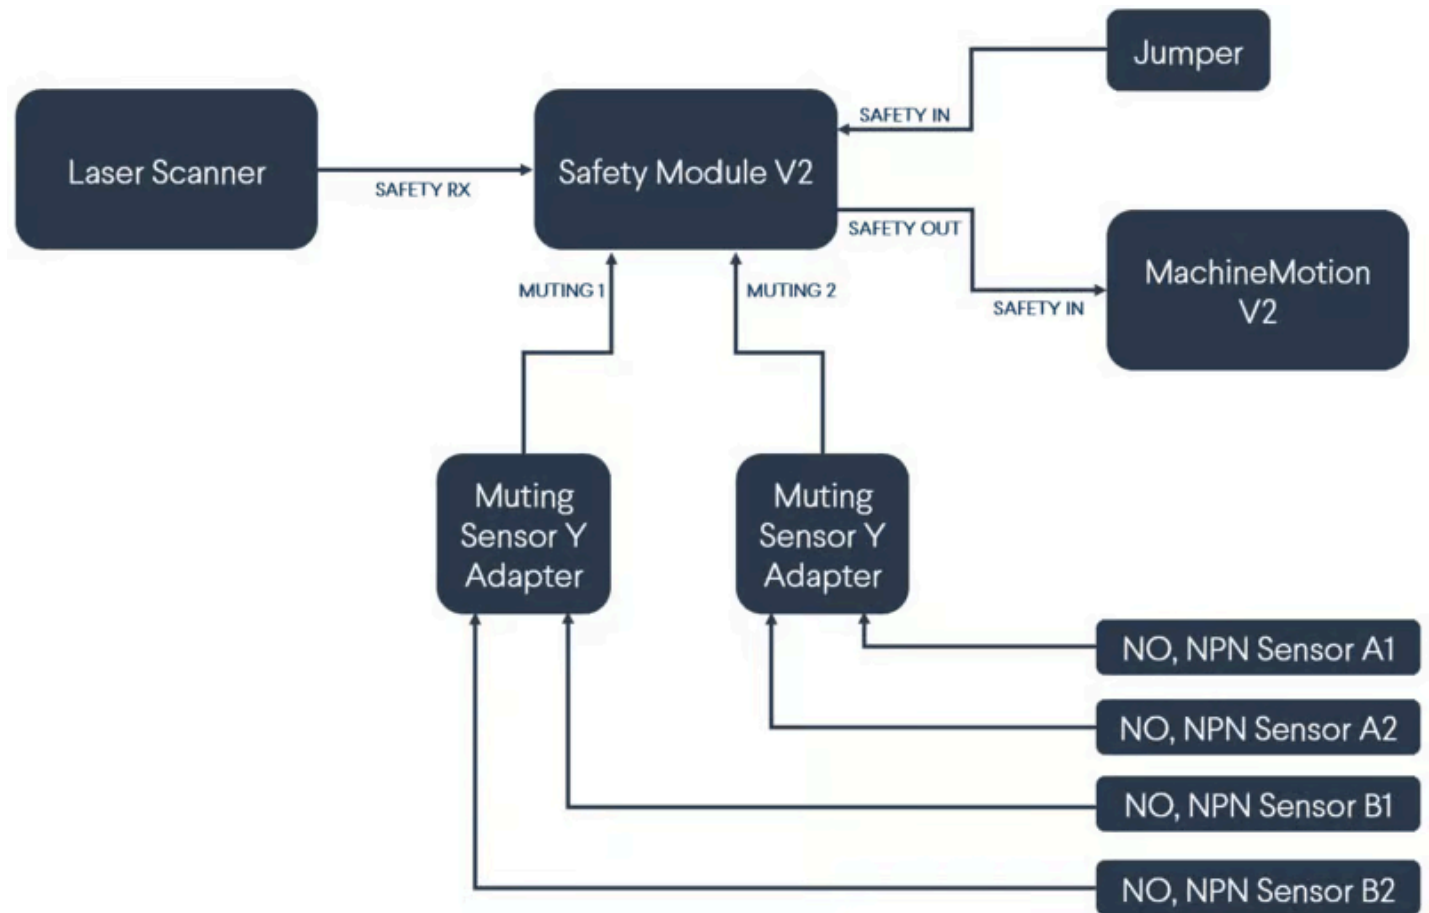 Jumper
SAFETY IN
Laser Scanner
SAFETY RX
Safety Module V2
SAFETY OUT
MachineMotion
V2
SAFETY IN
MUTING 1
MUTING 2
Muting
Sensor Y
Adapter
Muting
Sensor Y
Adapter
NO, NPN Sensor A1
NO, NPN Sensor A2
NO, NPN Sensor B1
NO, NPN Sensor B2